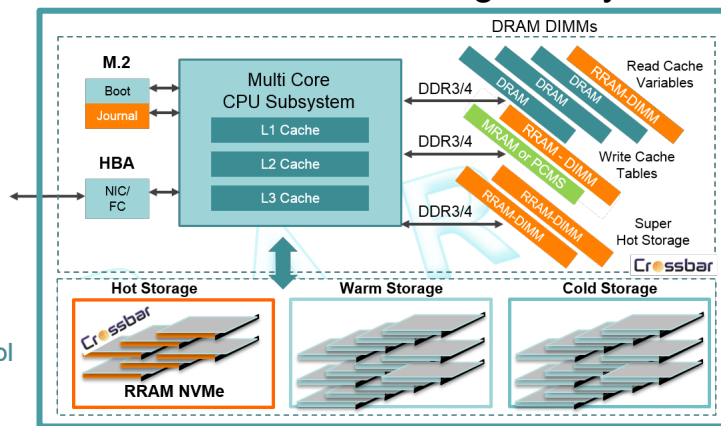 DRAM DIMMs
M.2
Boot
Journal
HBA
NIC/
FC
Multi Core
CPU Subsystem
L1 Cache
L2 Cache
L3 Cache
DDR3/4
DDR3/4
DDR3/4
DRAM
DRAM
DRAM
RRAM-DIMM
Read Cache
Variables
MRAM or PCMS
RRAM - DIMM
Write Cache
Tables
RRAM-DIMM
RRAM-DIMM
Super
Hot Storage
Crossbar
Hot Storage
Warm Storage
Cold Storage
Crossbar
RRAM NVMe
ol